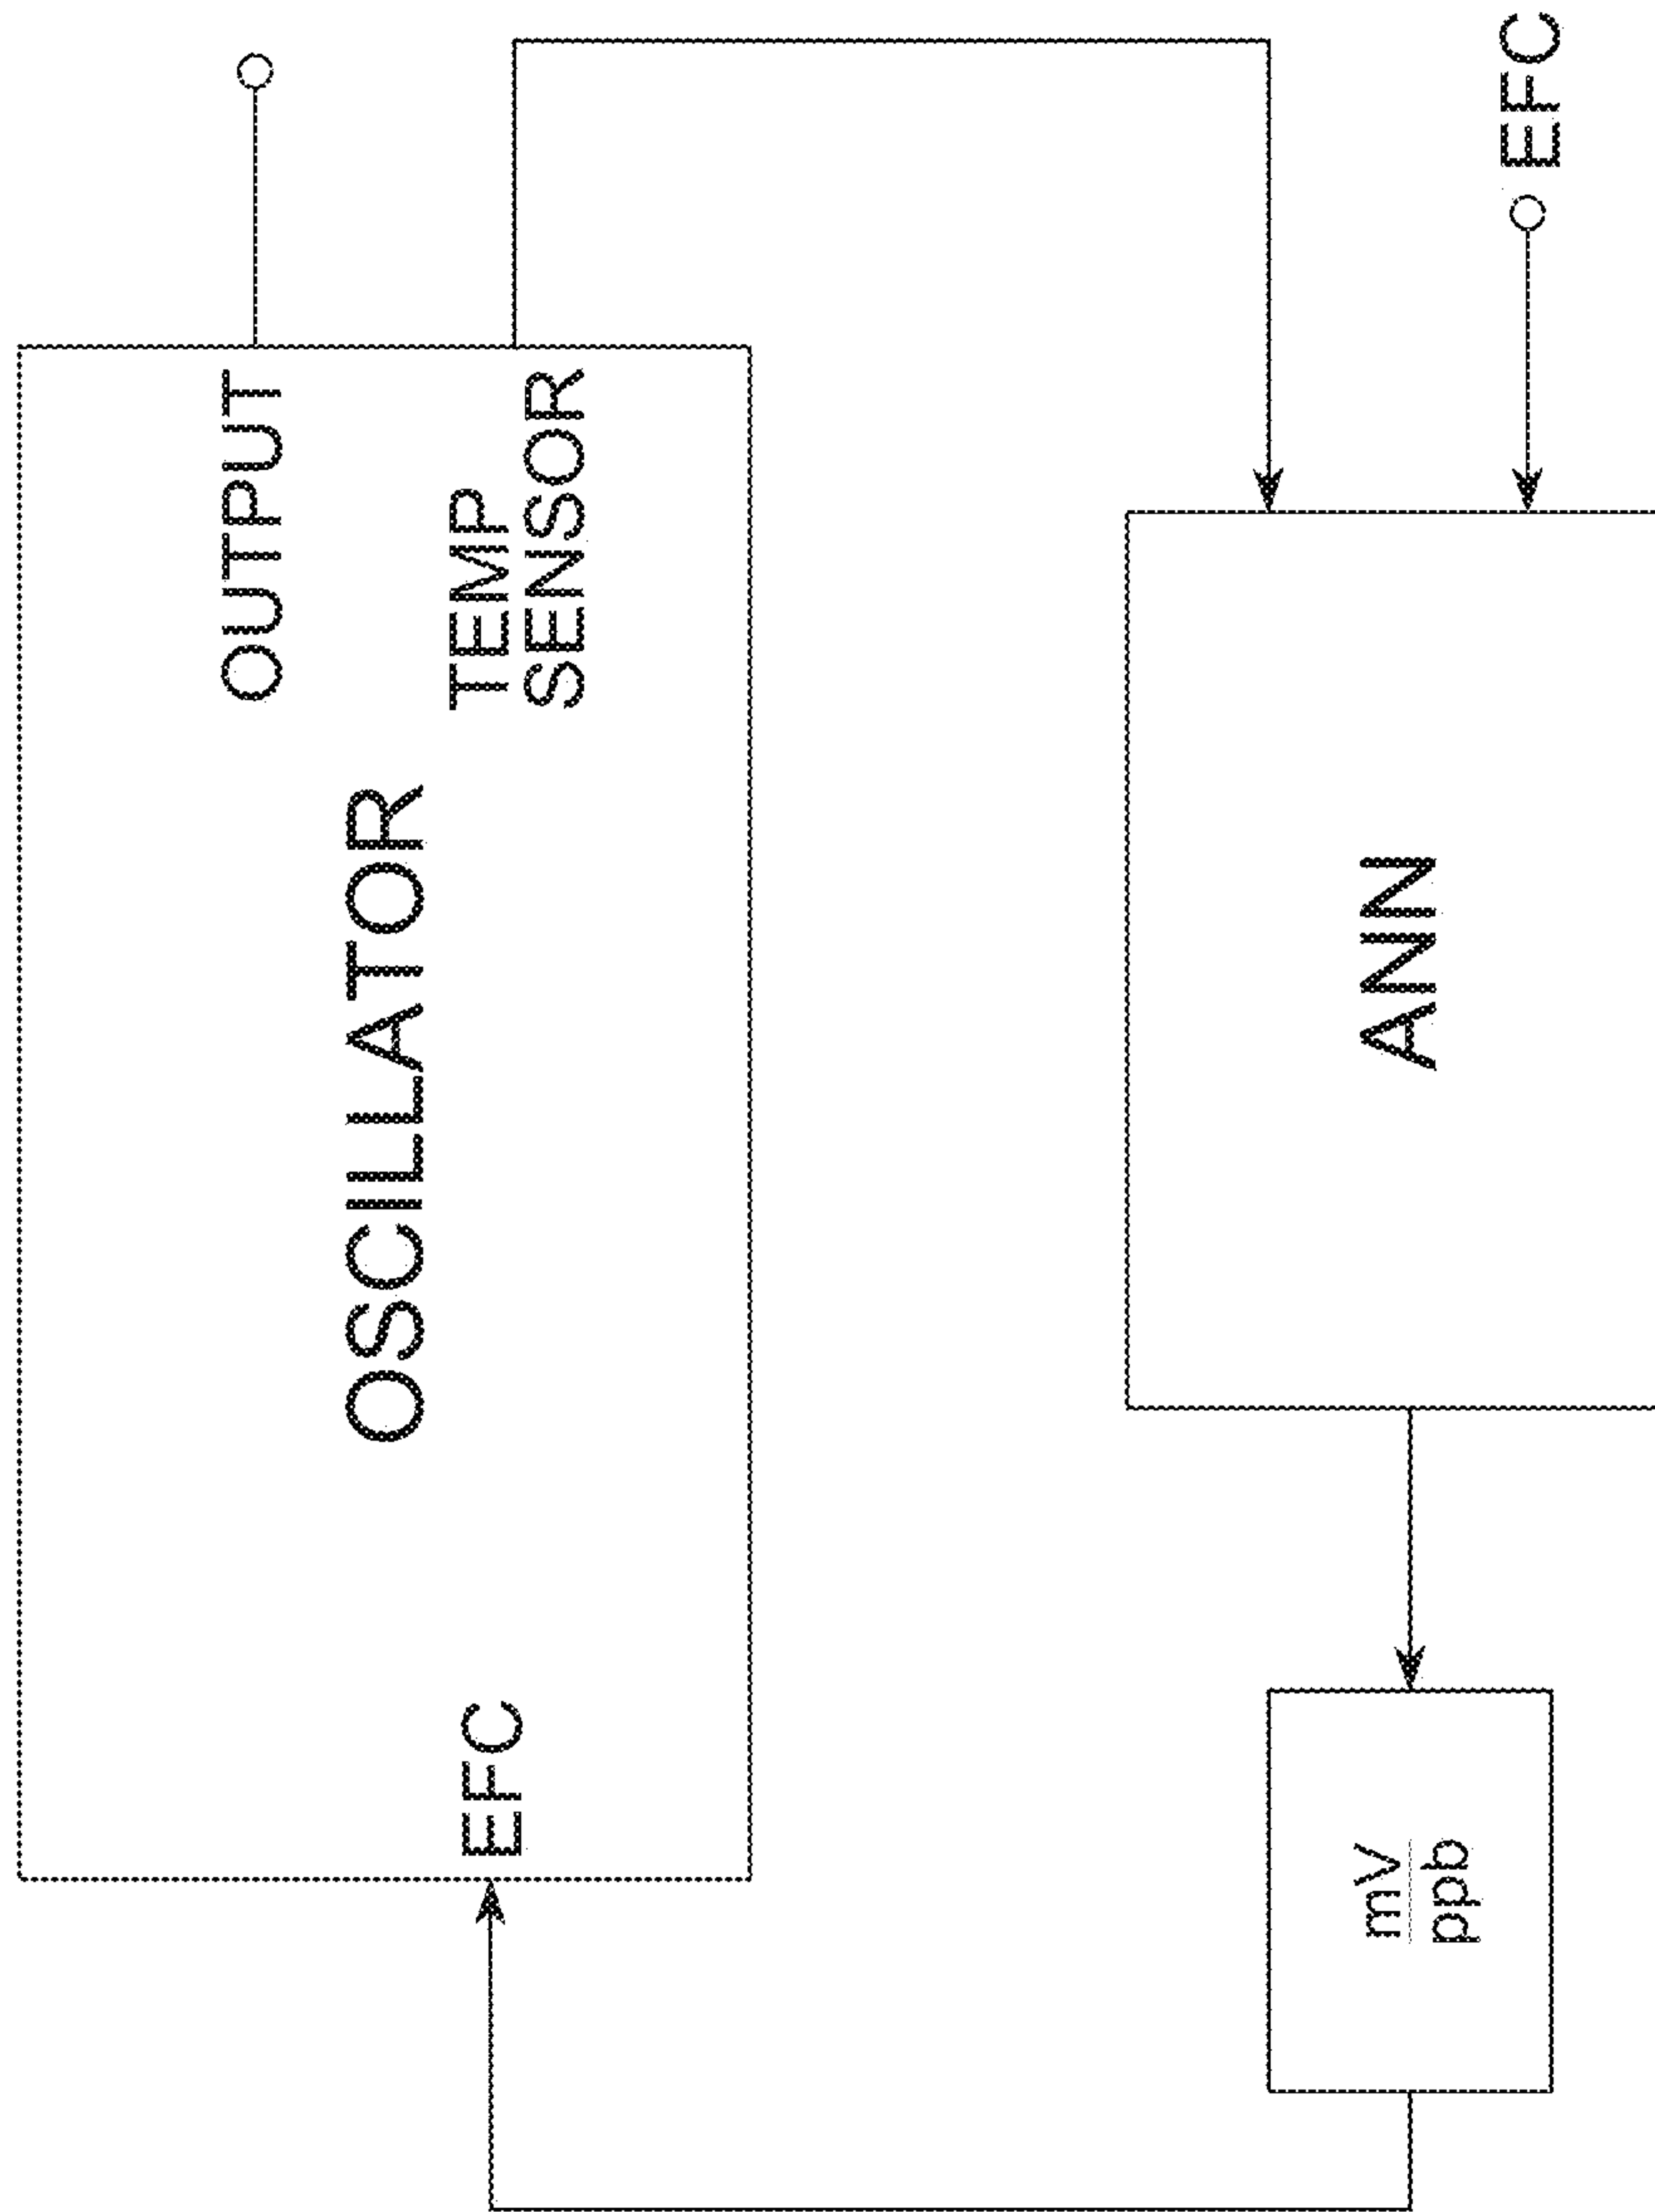 OUTPUT
OSCILLATOR
TEMP
SENSOR
EFC
EFC
ANN
mV
ppb